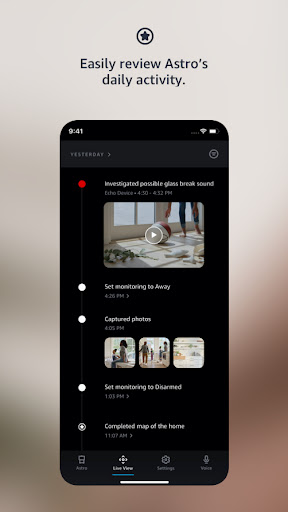 Easily review Astro's
daily activity.
9:41
YESTERDAY >
Investigated possible glass break sound
Echo Device • 4:50 - 4:52 PM
Set monitoring to Away
4:26 PM >
Captured photos
4:05 PM
Set monitoring to Disarmed
1:03 PM >
Completed map of the home
11:07 AM >
Astro Live View Settings Voice